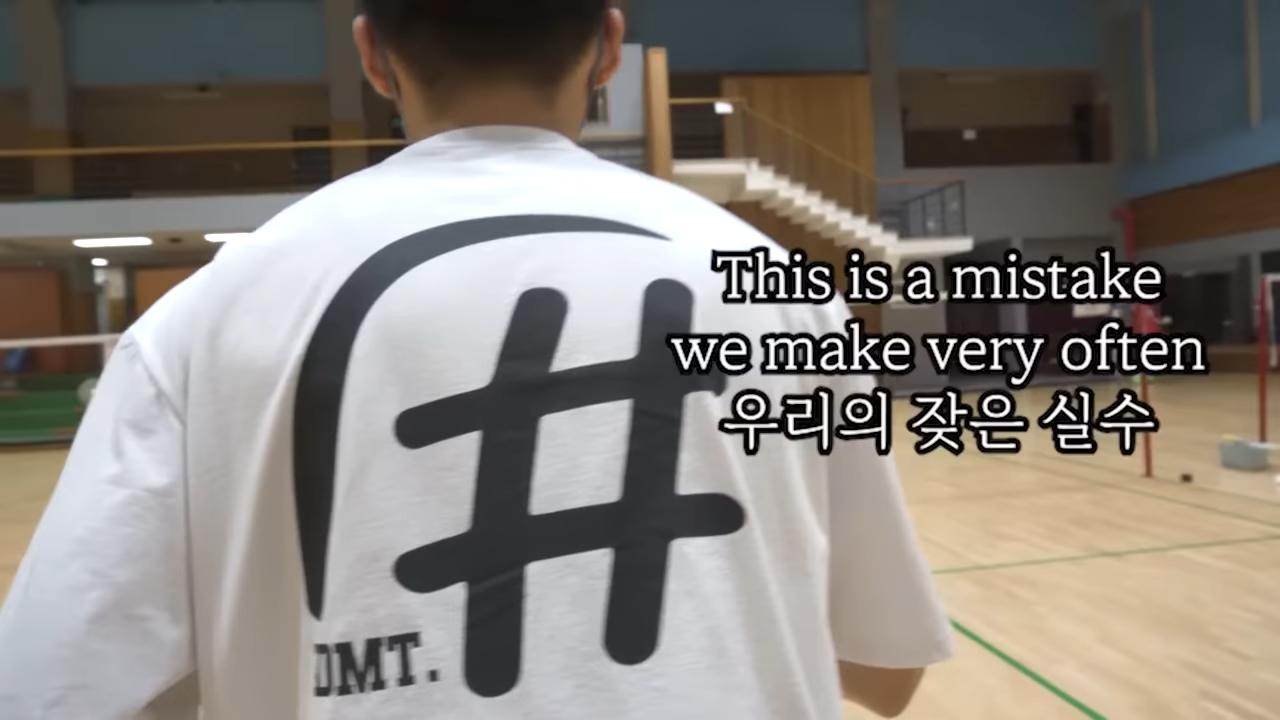 This is a mistake
we make very often
우리의 잦은 실수
#
DMT.